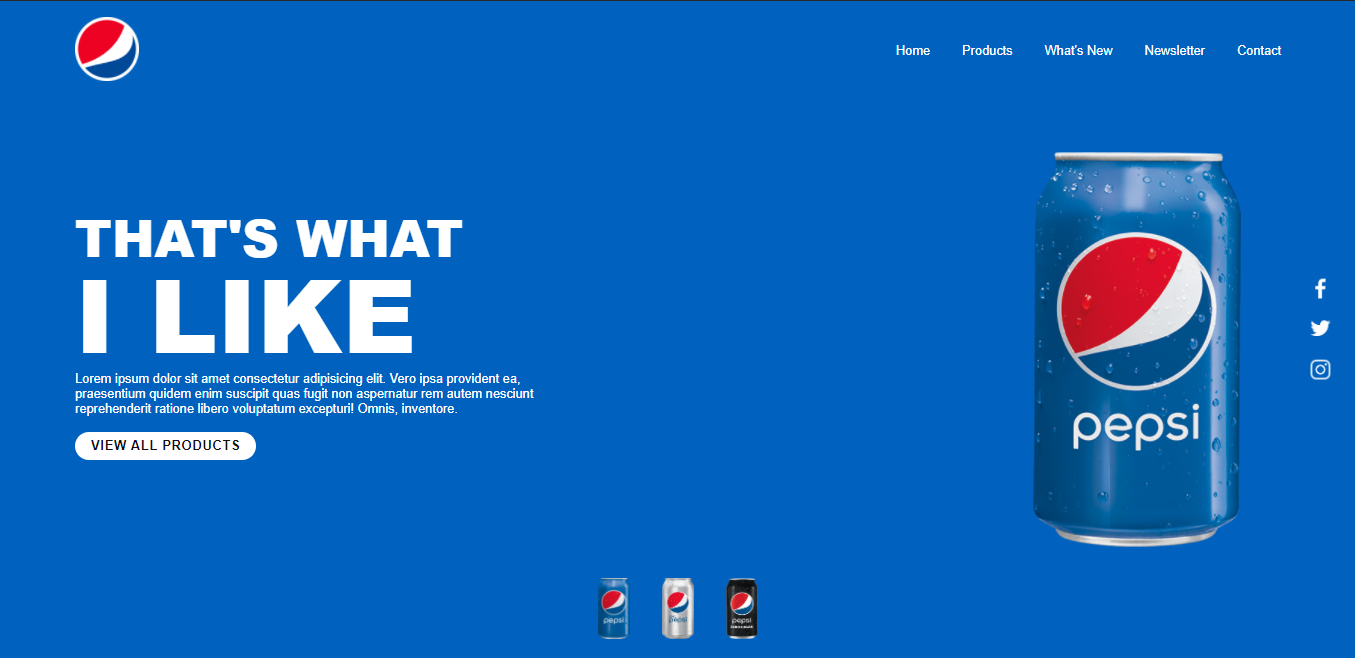 Home Products What's New Newsletter Contact
THAT'S WHAT
I LIKE
Lorem ipsum dolor sit amet consectetur adipisicing elit. Vero ipsa provident ea,
praesentium quidem enim suscipit quas fugit non aspernatur rem autem nesciunt
reprehenderit ratione libero voluptatum excepturi! Omnis, inventore.
VIEW ALL PRODUCTS
pepsi
pepsi pepsi pepsi